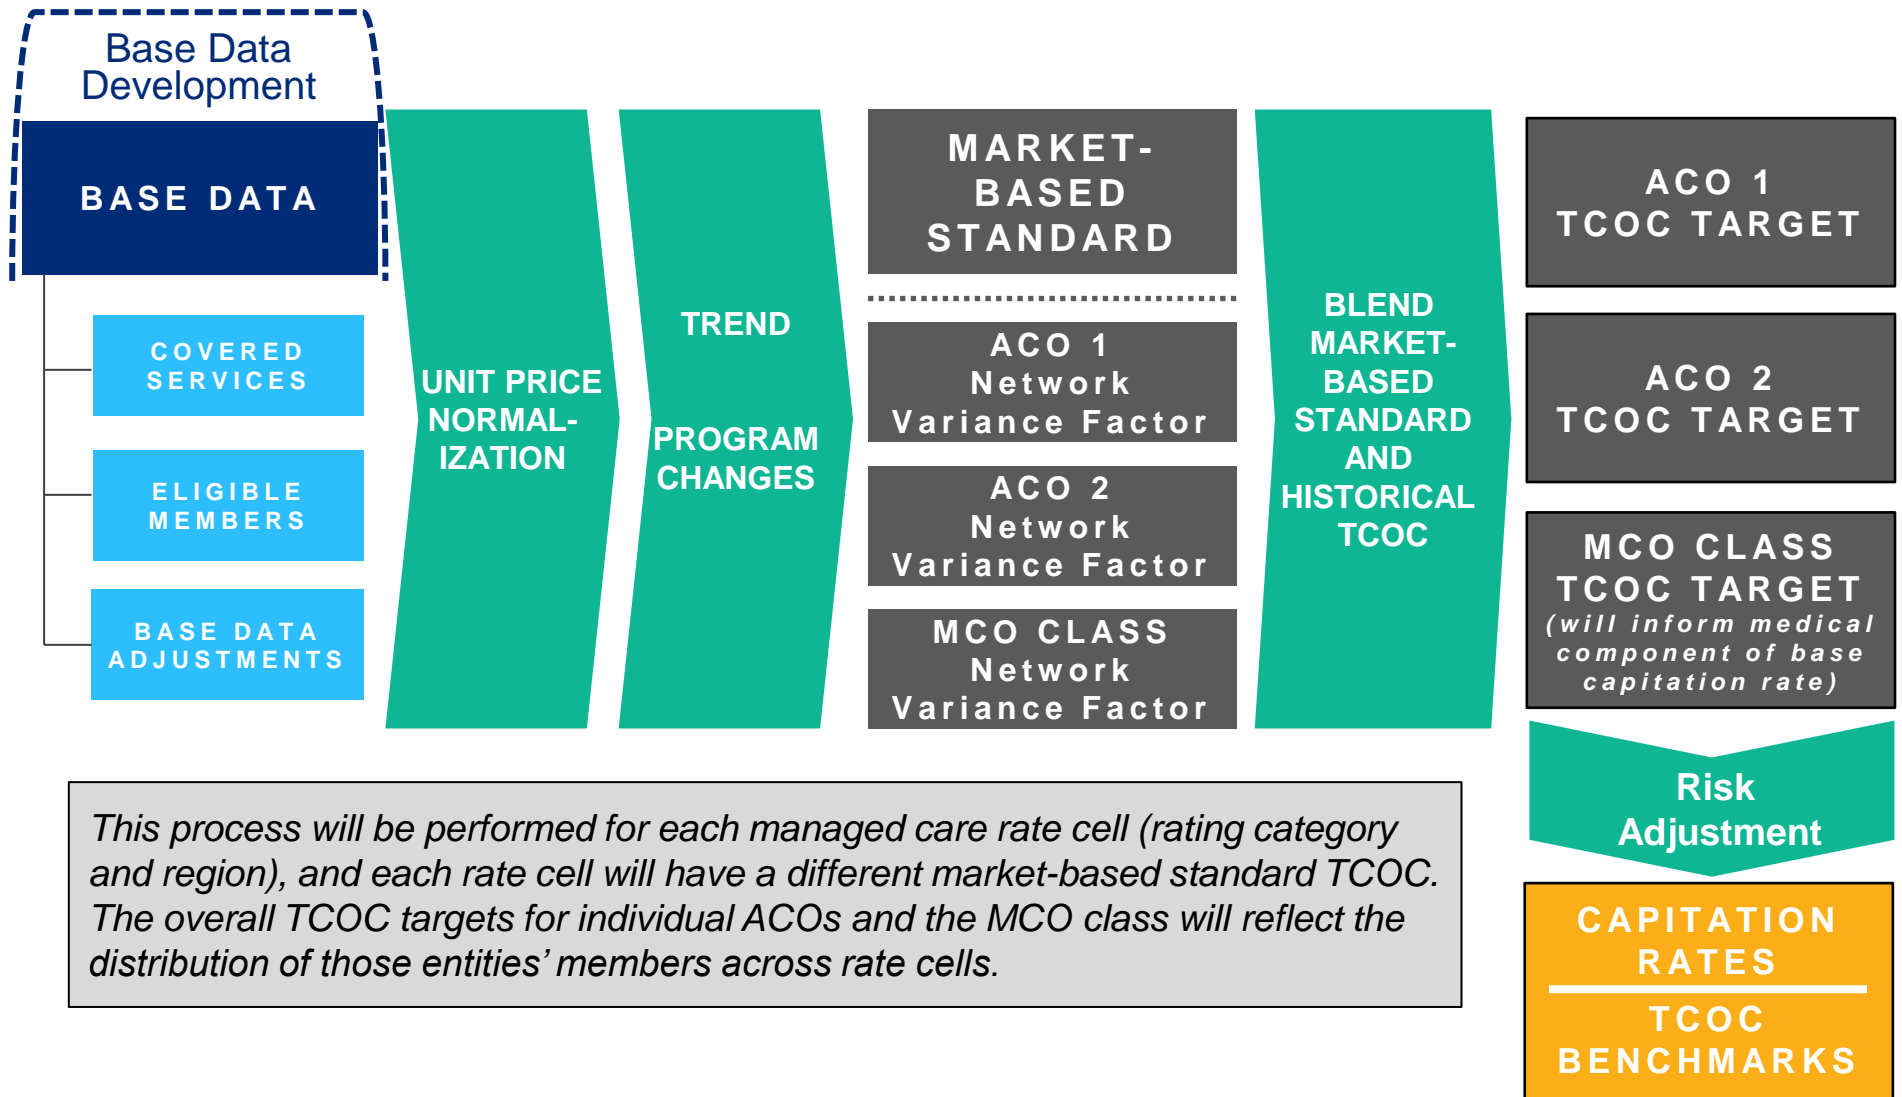 Base Data
Development
BASE DATA
COVERED
SERVICES
ELIGIBLE
MEMBERS
BASE DATA
ADJUSTMENTS
UNIT PRICE
NORMAL-
IZATION
TREND
PROGRAM
CHANGES
MARKET-
BASED
STANDARD
ACO 1
Network
Variance Factor
ACO 2
Network
Variance Factor
MCO CLASS
Network
Variance Factor
BLEND
MARKET-
BASED
STANDARD
AND
HISTORICAL
TCOC
ACO 1
TCOC TARGET
ACO 2
TCOC TARGET
MCO CLASS
TCOC TARGET
(will inform medical
component of base
capitation rate)
Risk
Adjustment
CAPITATION
RATES
TCOC
BENCHMARKS
This process will be performed for each managed care rate cell (rating category
and region), and each rate cell will have a different market-based standard TCOC.
The overall TCOC targets for individual ACOs and the MCO class will reflect the
distribution of those entities’ members across rate cells.